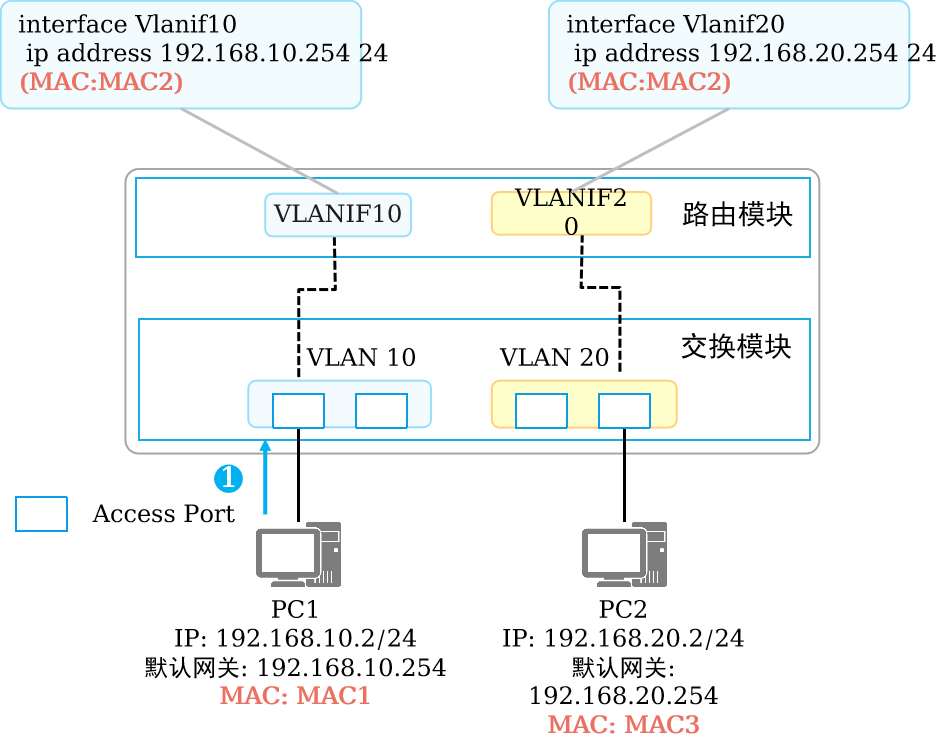 interface Vlanif10
ip address 192.168.10.254 24
(MAC:MAC2)
interface Vlanif20
ip address 192.168.20.254 24
(MAC:MAC2)
VLANIF10
VLANIF2
0
路由模块
VLAN 10
VLAN 20
交换模块
1
Access Port
PC1
IP: 192.168.10.2/24
默认网关: 192.168.10.254
MAC: MAC1
PC2
IP: 192.168.20.2/24
默认网关:
192.168.20.254
MAC: MAC3